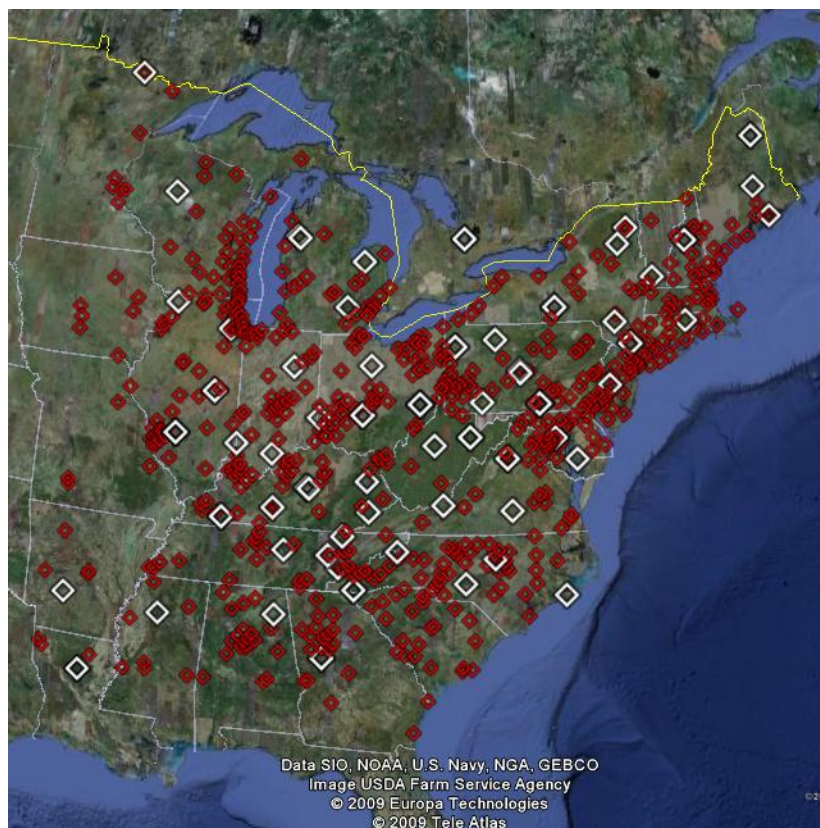 Data SIO, NOAA, U.S. Navy, NGA, GEBCO
Image USDA Farm Service Agency
© 2009 Europa Technologies
© 2009 Tele Atlas